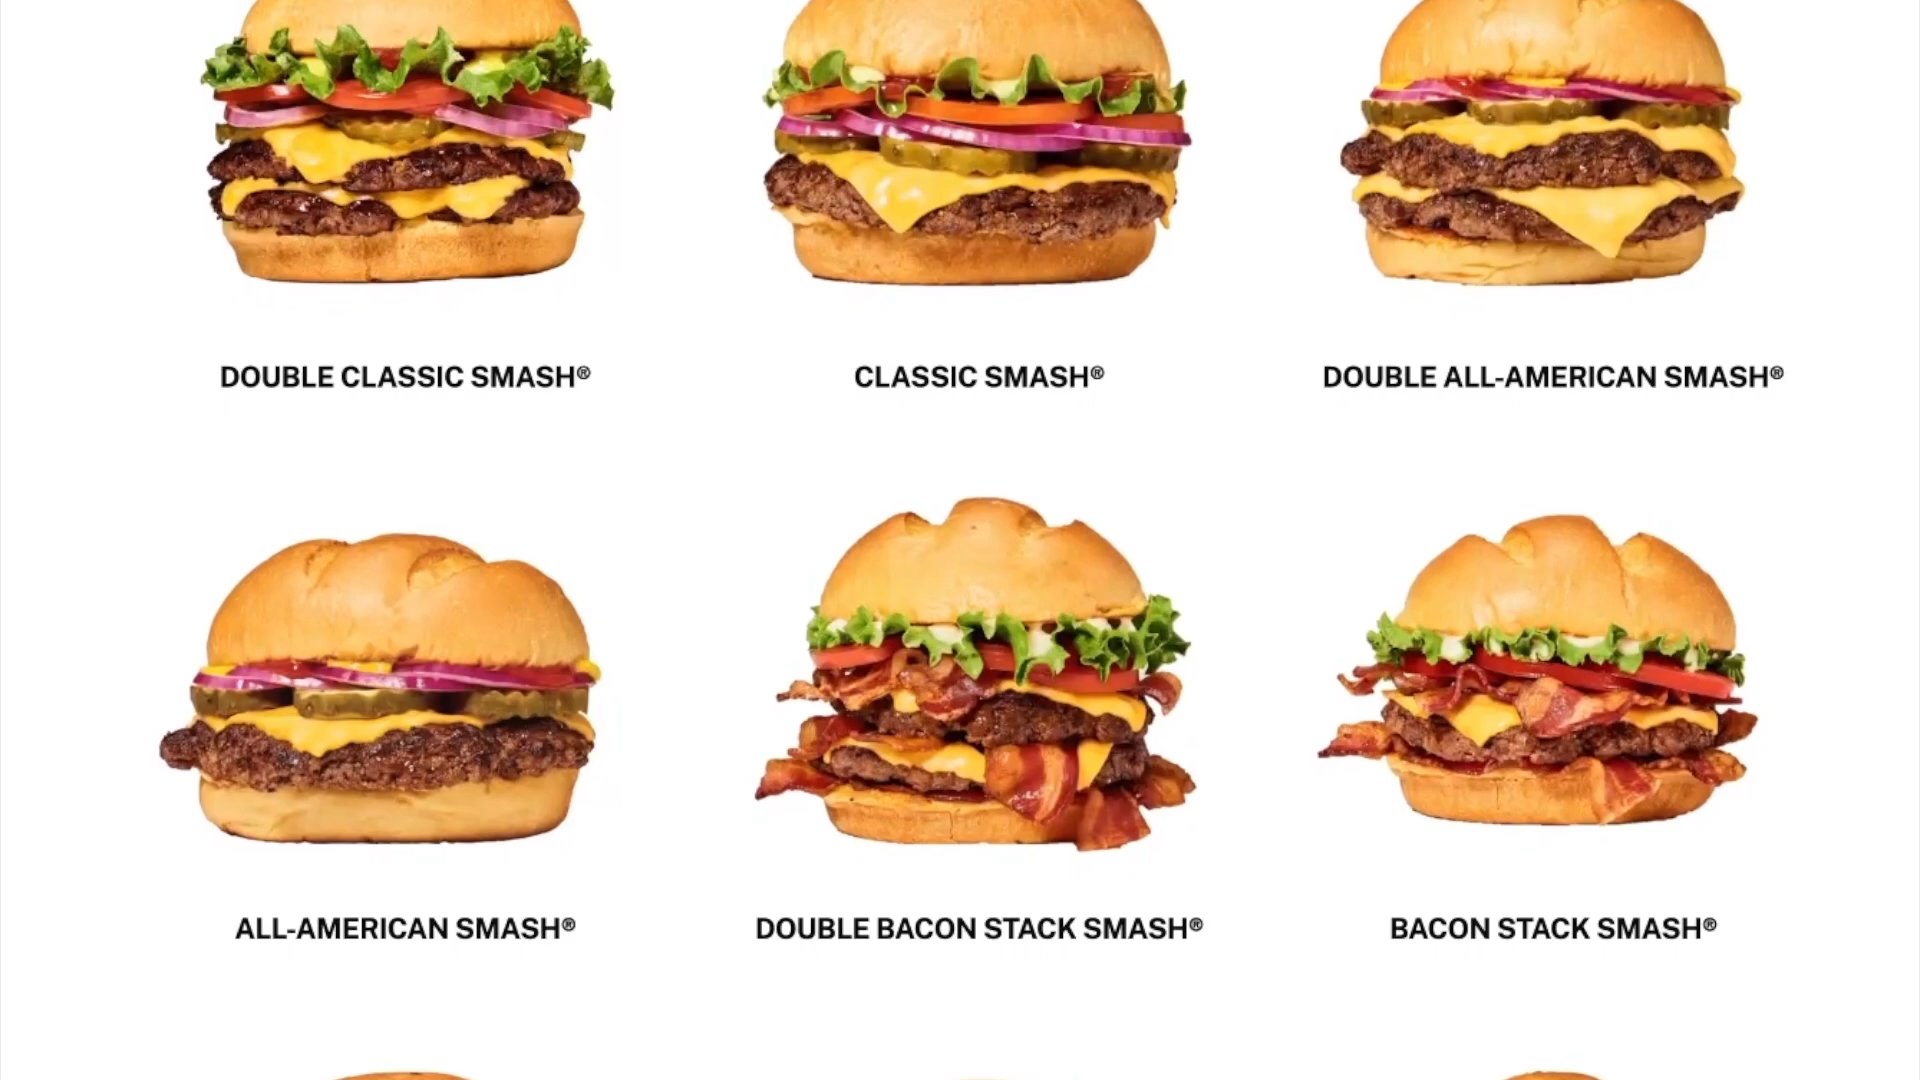 DOUBLE CLASSIC SMASH®
CLASSIC SMASH®
DOUBLE ALL-AMERICAN SMASH®
ALL-AMERICAN SMASH®
DOUBLE BACON STACK SMASH®
BACON STACK SMASH®